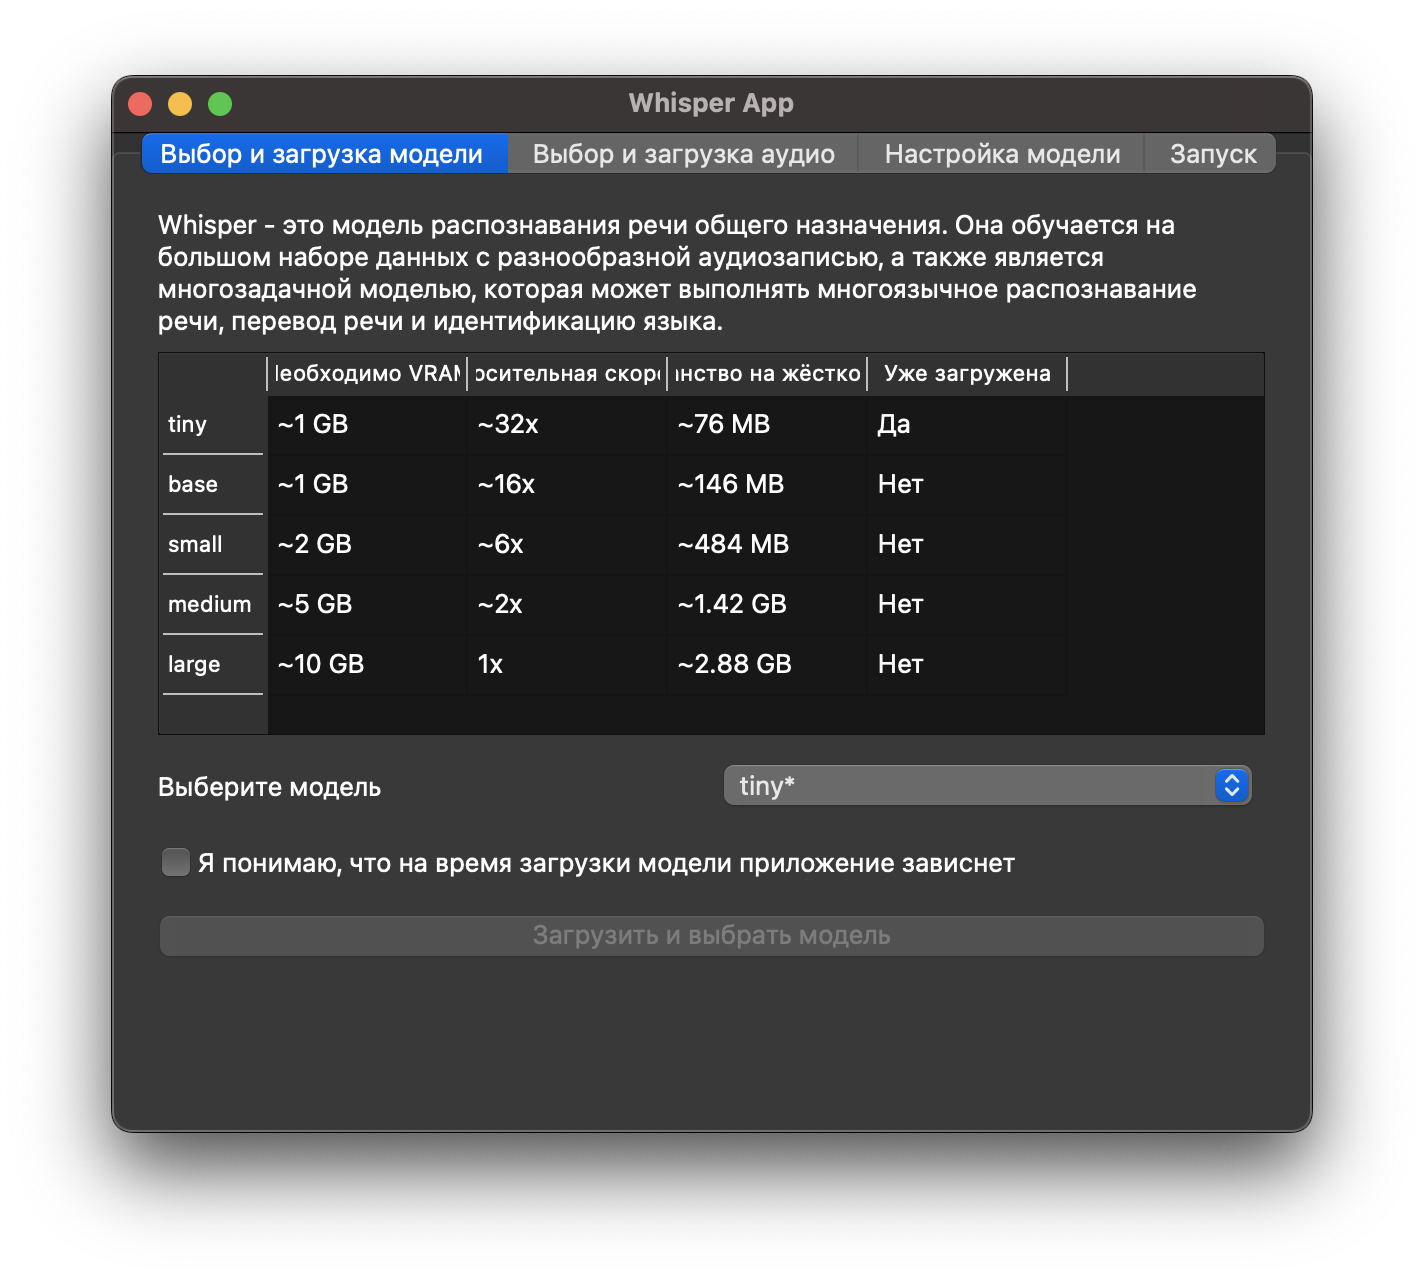 Whisper App
Выбор и загрузка модели Выбор и загрузка аудио Настройка модели Запуск
Whisper - это модель распознавания речи общего назначения. Она обучается на
большом наборе данных с разнообразной аудиозаписью, а также является
многозадачной моделью, которая может выполнять многоязычное распознавание
речи, перевод речи и идентификацию языка.
еобходимо VRAM осительная скоро нство на жёстко Уже загружена
tiny ~1 GB ~32x ~76 MB Да
base ~1 GB ~16x ~146 MB Нет
small ~2 GB ~6x ~484 MB Нет
medium ~5 GB ~2x ~1.42 GB Нет
large ~10 GB 1x ~2.88 GB Нет
Выберите модель tiny*
Я понимаю, что на время загрузки модели приложение зависнет
Загрузить и выбрать модель